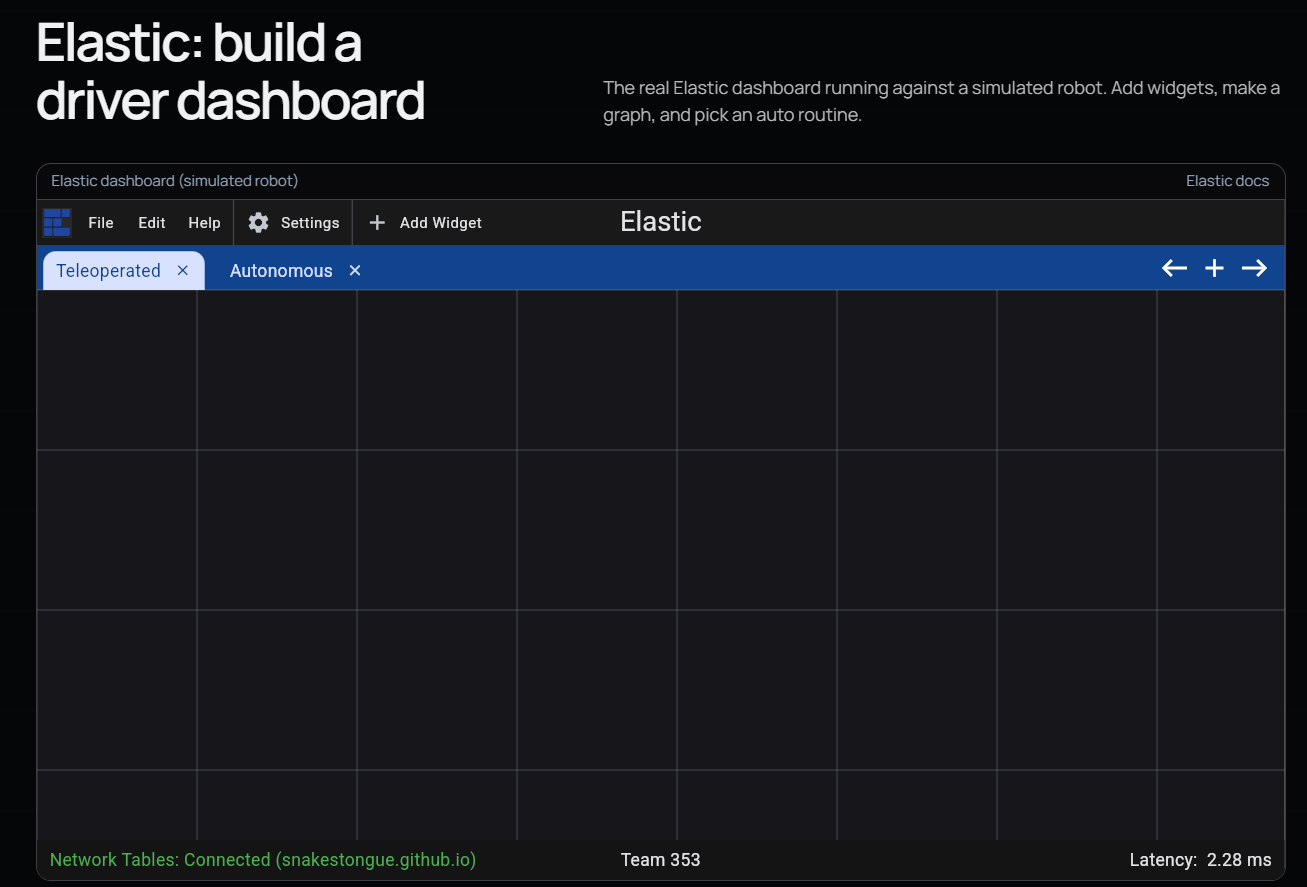 Elastic: build a
driver dashboard
The real Elastic dashboard running against a simulated robot. Add widgets, make a
graph, and pick an auto routine.
Elastic dashboard (simulated robot)
Elastic docs
File Edit Help Settings + Add Widget Elastic
Teleoperated × Autonomous ×
Network Tables: Connected (snakestongue.github.io) Team 353 Latency: 2.28 ms